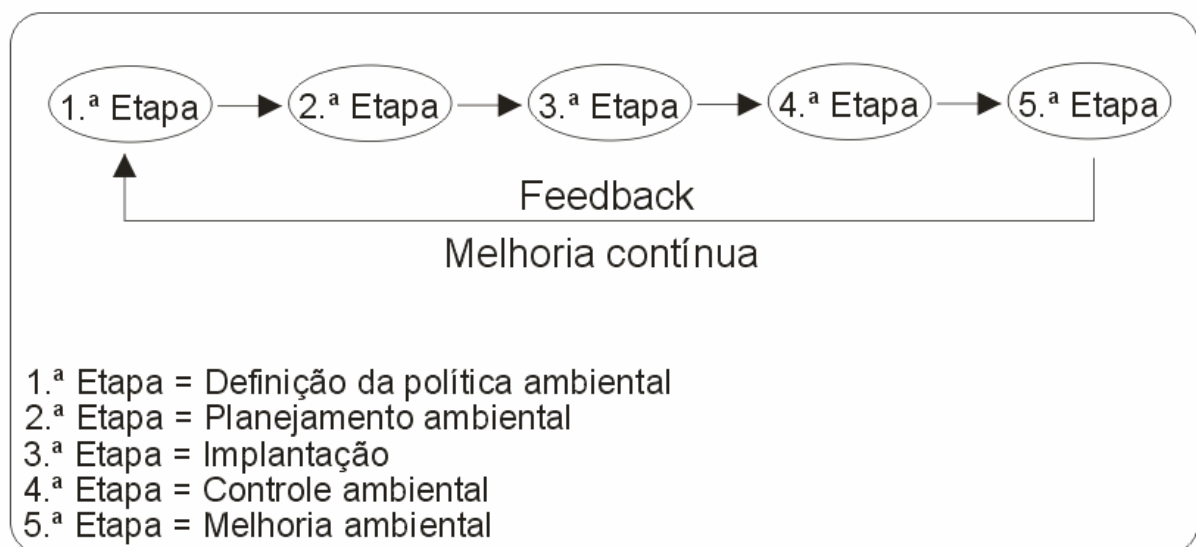 1.ª Etapa 2.ª Etapa 3.ª Etapa 4.ª Etapa 5.ª Etapa
Feedback
Melhoria contínua
1.ª Etapa = Definição da política ambiental
2.ª Etapa = Planejamento ambiental
3.ª Etapa = Implantação
4.ª Etapa = Controle ambiental
5.ª Etapa = Melhoria ambiental